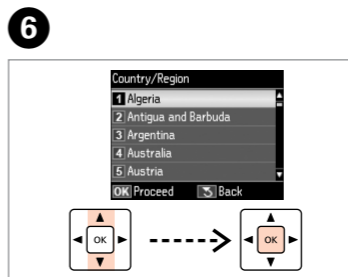 6
Country/Region
1 Algeria
2 Antigua and Barbuda
3 Argentina
4 Australia
5 Austria
OK Proceed Back
OK OK